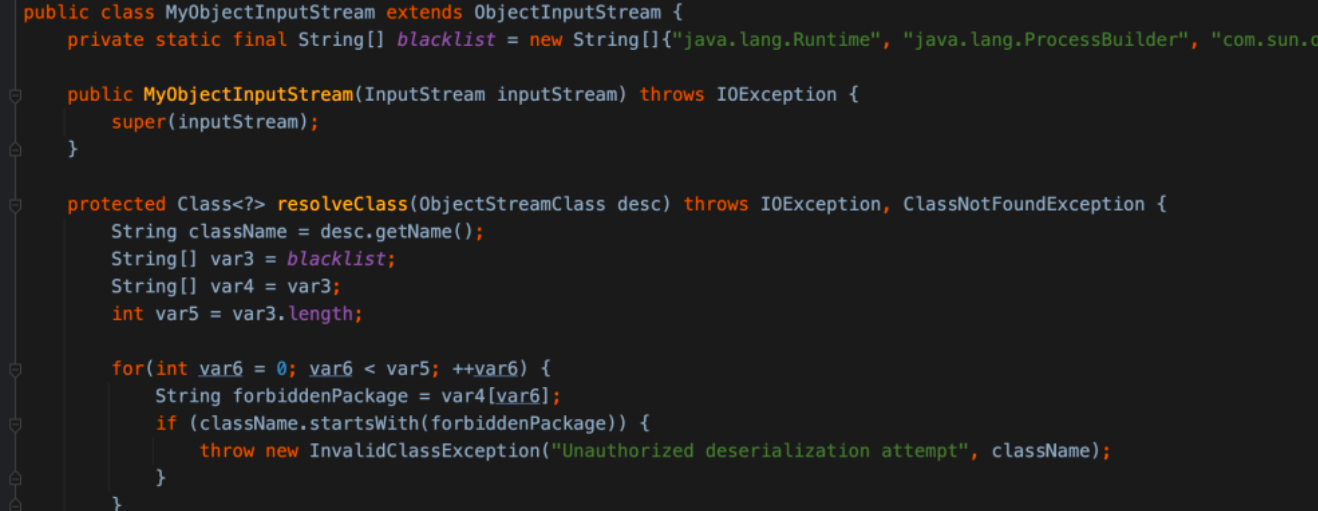 public class MyObjectInputStream extends ObjectInputStream {
private static final String[] blacklist = new String[]{"java.lang.Runtime", "java.lang.ProcessBuilder", "com.sun.
public MyObjectInputStream(InputStream inputStream) throws IOException {
super(inputStream);
}
protected Class<?> resolveClass(ObjectStreamClass desc) throws IOException, ClassNotFoundException {
String className = desc.getName();
String[] var3 = blacklist;
String[] var4 = var3;
int var5 = var3.length;
for(int var6 = 0; var6 < var5; ++var6) {
String forbiddenPackage = var4[var6];
if (className.startsWith(forbiddenPackage)) {
throw new InvalidClassException("Unauthorized deserialization attempt", className);
}
}